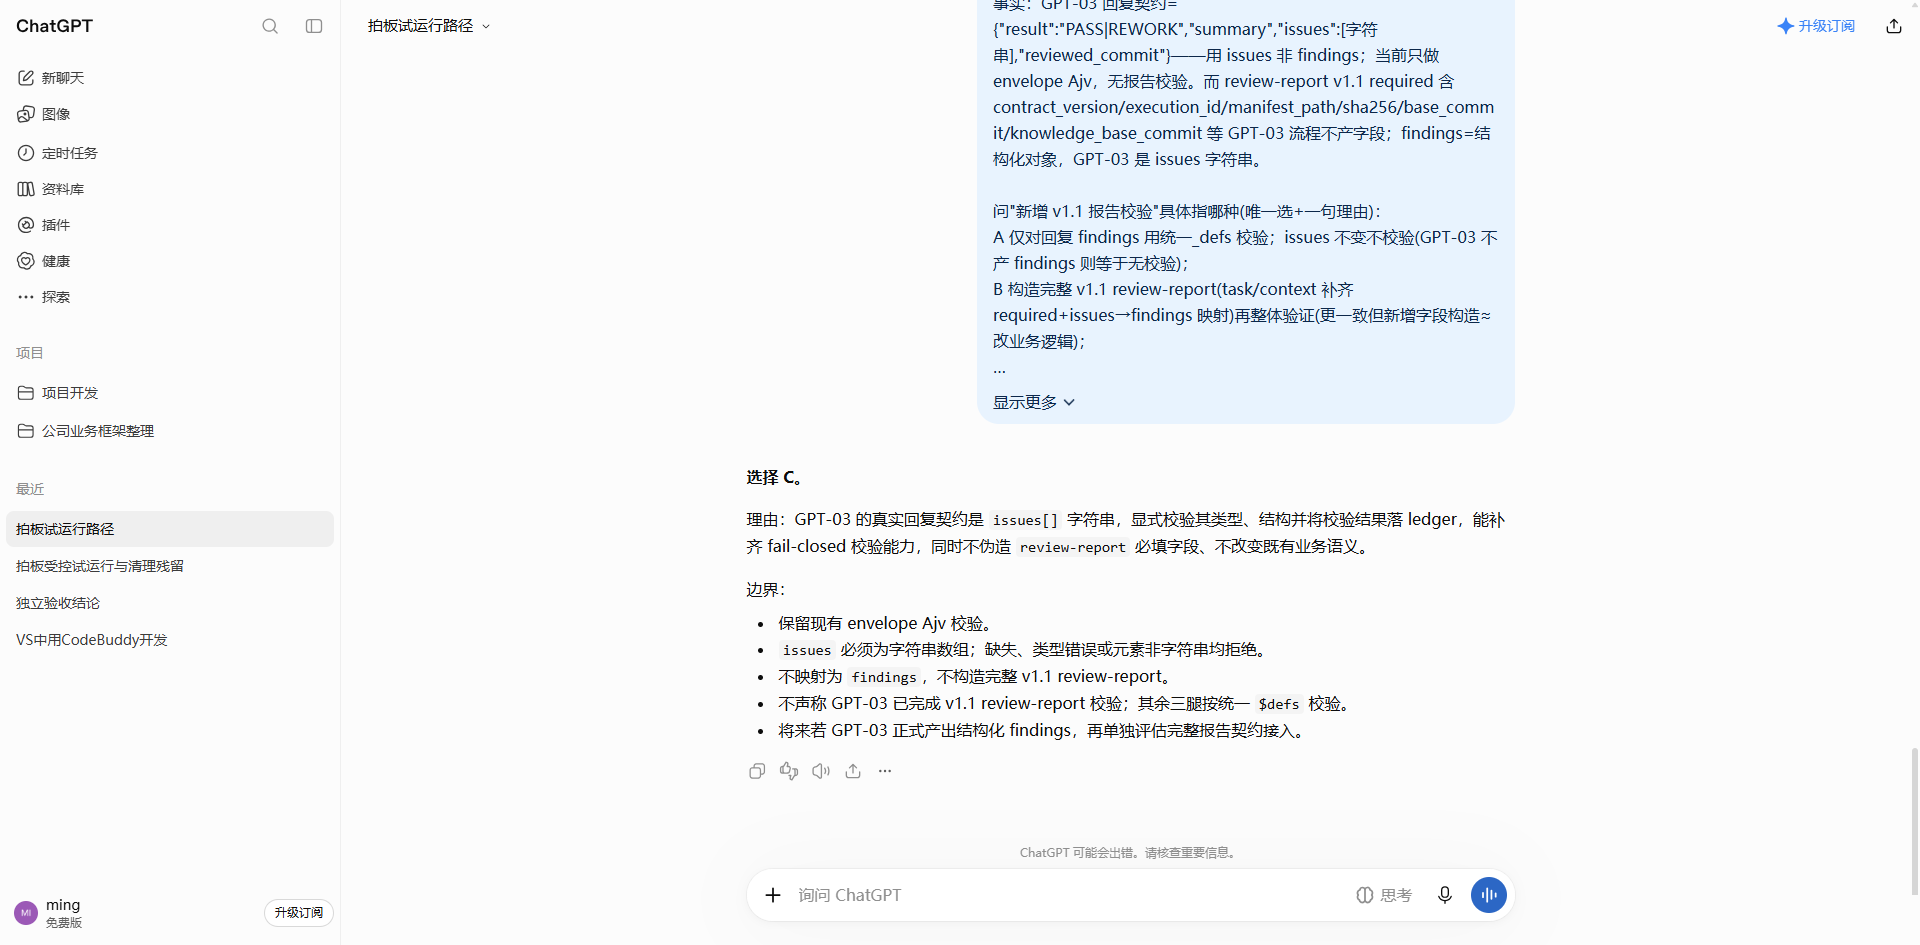 ChatGPT
新聊天
图像
定时任务
资料库
插件
健康
探索
项目
项目开发
公司业务框架整理
最近
拍板试运行路径
拍板受控试运行与清理残留
独立验收结论
VS中用CodeBuddy开发
MI
ming
免费版
升级订阅
拍板试运行路径
升级订阅
事实：GPT-03 回复契约=
{"result":"PASS|REWORK","summary","issues":[字符
串],"reviewed_commit"}——用 issues 非 findings；当前只做
envelope Ajv，无报告校验。而 review-report v1.1 required 含
contract_version/execution_id/manifest_path/sha256/base_comm
it/knowledge_base_commit 等 GPT-03 流程不产字段；findings=结
构化对象，GPT-03 是 issues 字符串。
问"新增 v1.1 报告校验"具体指哪种(唯一选+一句理由)：
A 仅对回复 findings 用统一_defs 校验；issues 不变不校验(GPT-03 不
产 findings 则等于无校验)；
B 构造完整 v1.1 review-report(task/context 补齐
required+issues→findings 映射)再整体验证(更一致但新增字段构造≈
改业务逻辑)；
...
显示更多
选择 C。
理由：GPT-03 的真实回复契约是 issues[] 字符串，显式校验其类型、结构并将校验结果落 ledger，能补
齐 fail-closed 校验能力，同时不伪造 review-report 必填字段、不改变既有业务语义。
边界：
• 保留现有 envelope Ajv 校验。
• issues 必须为字符串数组；缺失、类型错误或元素非字符串均拒绝。
• 不映射为 findings，不构造完整 v1.1 review-report。
• 不声称 GPT-03 已完成 v1.1 review-report 校验；其余三腿按统一 $defs 校验。
• 将来若 GPT-03 正式产出结构化 findings，再单独评估完整报告契约接入。
ChatGPT 可能会出错。请核查重要信息。
询问 ChatGPT
思考